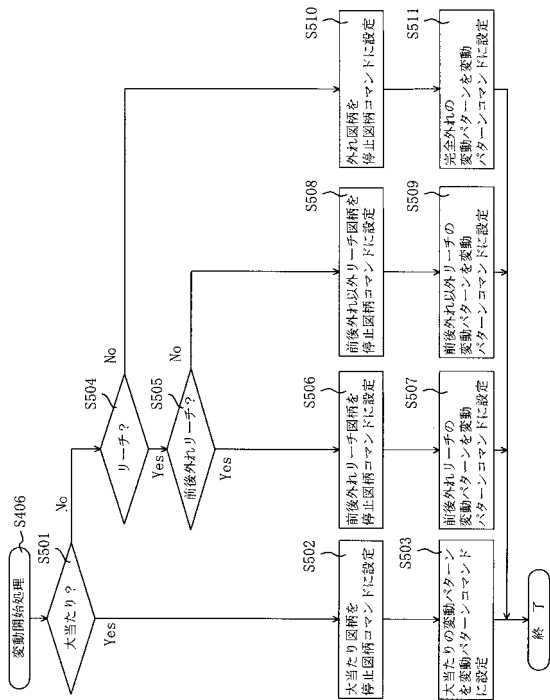 変動開始処理
S406
大当たり？
S501
No
Yes
リーチ？
S504
No
Yes
前後外れリーチ？
S505
No
Yes
大当たり図柄を
停止図柄コマンドに設定
S502
大当たりの変動パターン
を変動パターンコマンド
に設定
S503
前後外れリーチ図柄を
停止図柄コマンドに設定
S506
前後外れリーチの
変動パターンを変動
パターンコマンドに設定
S507
前後外れ以外リーチ図柄を
停止図柄コマンドに設定
S508
前後外れ以外リーチの
変動パターンを変動
パターンコマンドに設定
S509
外れ図柄を
停止図柄コマンドに設定
S510
完全外れの
変動パターンを変動
パターンコマンドに設定
S511
終了